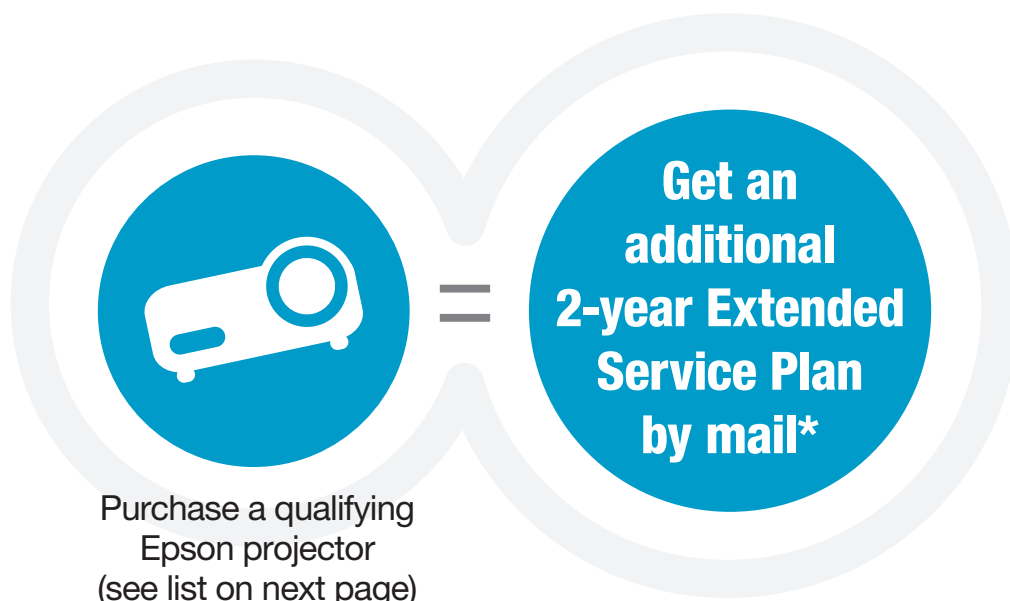 Purchase a qualifying
Epson projector
(see list on next page)
=
Get an
additional
2-year Extended
Service Plan
by mail*